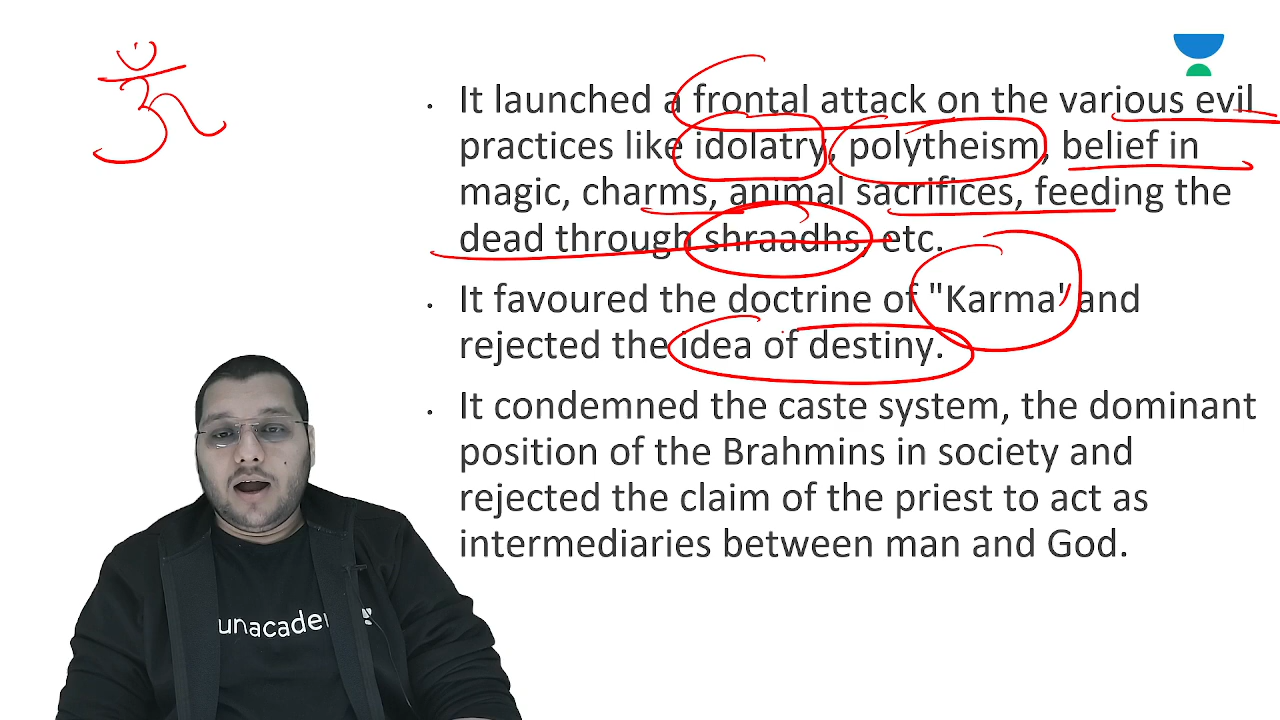 ॐ
It launched a frontal attack on the various evil
practices like idolatry, polytheism, belief in
magic, charms, animal sacrifices, feeding the
dead through shraadhs, etc.
It favoured the doctrine of "Karma" and
rejected the idea of destiny.
It condemned the caste system, the dominant
position of the Brahmins in society and
rejected the claim of the priest to act as
intermediaries between man and God.